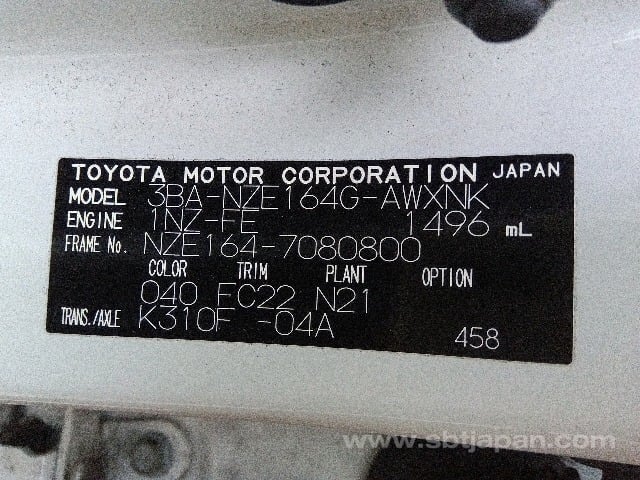 TOYOTA MOTOR CORPORATION JAPAN
MODEL 3BA-NZE164G-AWXNK
ENGINE 1NZ-FE 1496 mL
FRAME No. NZE164-7080800
COLOR TRIM PLANT OPTION
040 FC22 N21
TRANS./AXLE K310F -04A 458
www.sbtjapan.com